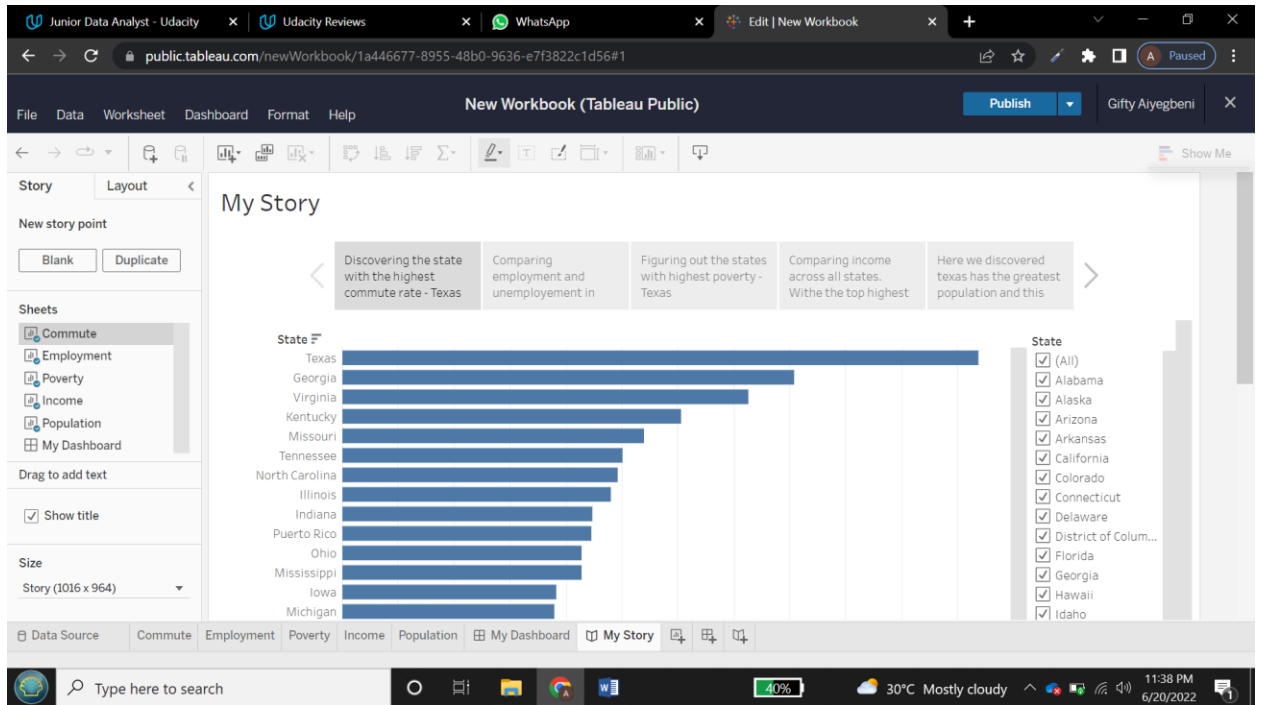 Junior Data Analyst - Udacity
Udacity Reviews
WhatsApp
Edit | New Workbook
public.tableau.com/newWorkbook/1a446677-8955-48b0-9636-e7f3822c1d56#1
A Paused
File Data Worksheet Dashboard Format Help
New Workbook (Tableau Public)
Publish
Gifty Aiyegbeni
Show Me
Story Layout
New story point
Blank Duplicate
Sheets
Commute
Employment
Poverty
Income
Population
My Dashboard
Drag to add text
Show title
Size
Story (1016 x 964)
My Story
Discovering the state
with the highest
commute rate - Texas
Comparing
employment and
unemployement in
Figuring out the states
with highest poverty -
Texas
Comparing income
across all states.
Withe the top highest
Here we discovered
texas has the greatest
population and this
State
Texas
Georgia
Virginia
Kentucky
Missouri
Tennessee
North Carolina
Illinois
Indiana
Puerto Rico
Ohio
Mississippi
Iowa
Michigan
State
(All)
Alabama
Alaska
Arizona
Arkansas
California
Colorado
Connecticut
Delaware
District of Colum...
Florida
Georgia
Hawaii
Idaho
Data Source Commute Employment Poverty Income Population My Dashboard My Story
Type here to search
40%
30°C Mostly cloudy
11:38 PM
6/20/2022
1